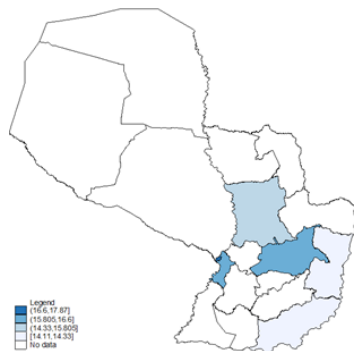 Legend
(16.6,17.87]
(15.805,16.6]
(14.33,15.805]
[14.11,14.33]
No data